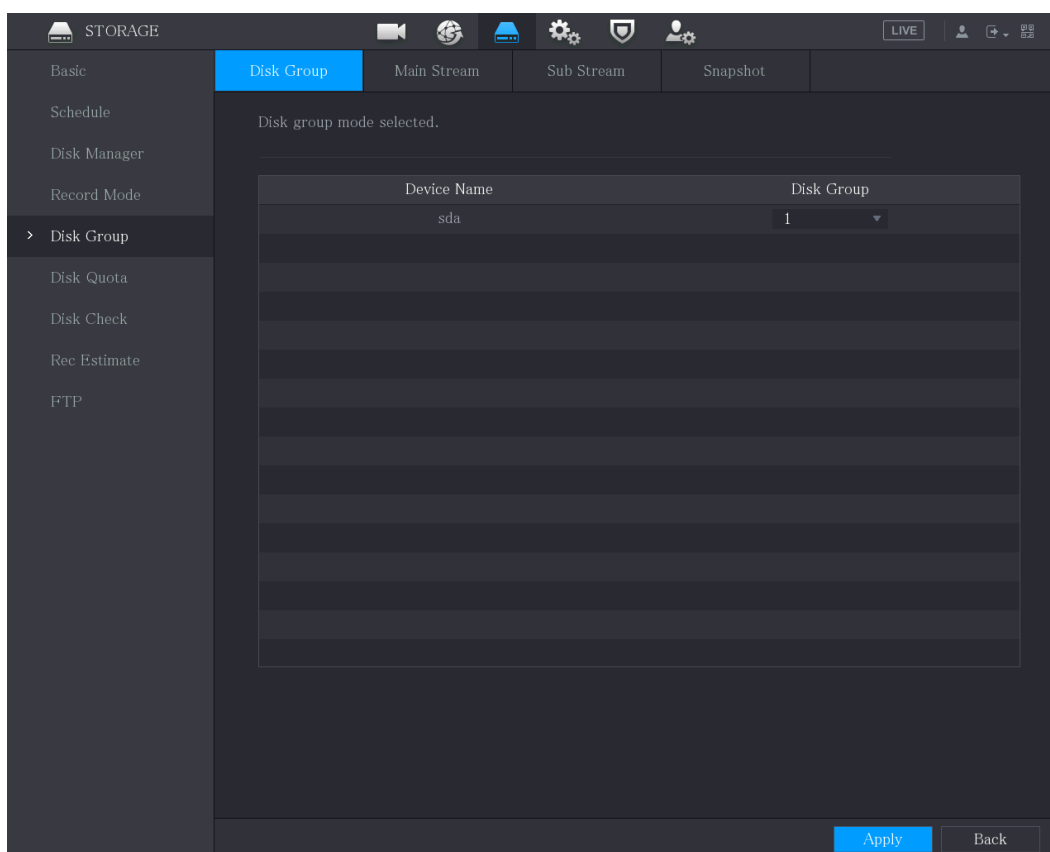 STORAGE
LIVE
Basic
Disk Group
Main Stream
Sub Stream
Snapshot
Schedule
Disk group mode selected.
Disk Manager
Record Mode
Device Name
Disk Group
sda
1
Disk Group
Disk Quota
Disk Check
Rec Estimate
FTP
Apply
Back